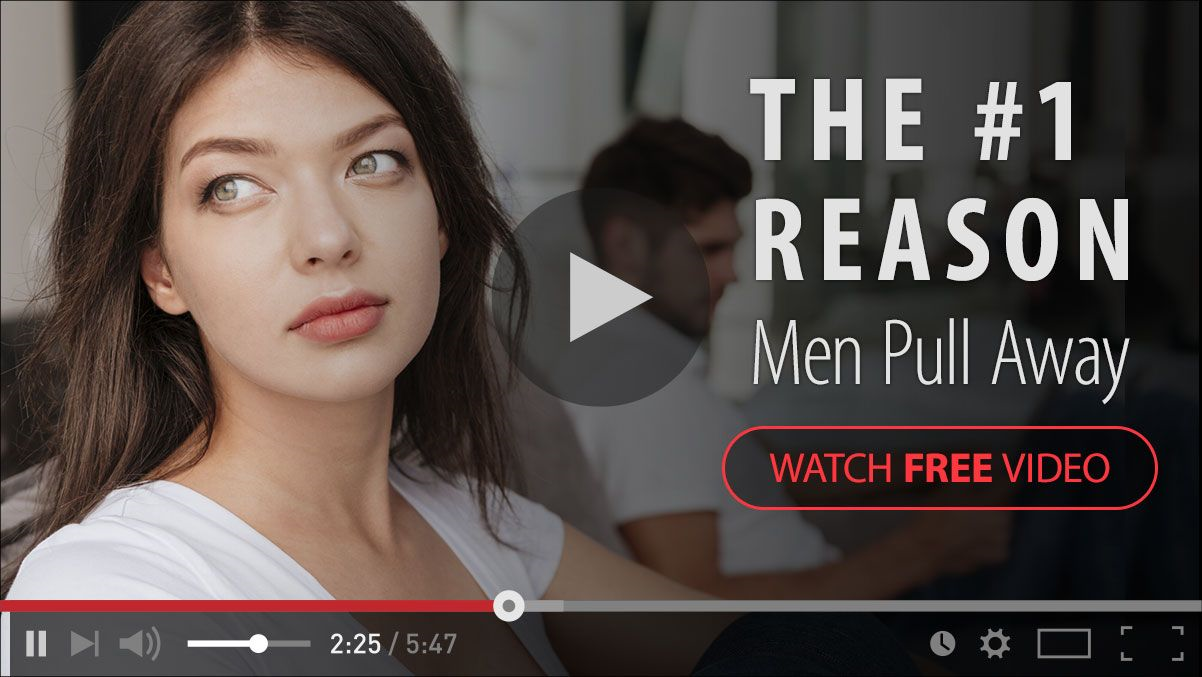 THE #1
REASON
Men Pull Away
WATCH FREE VIDEO
2:25 / 5:47